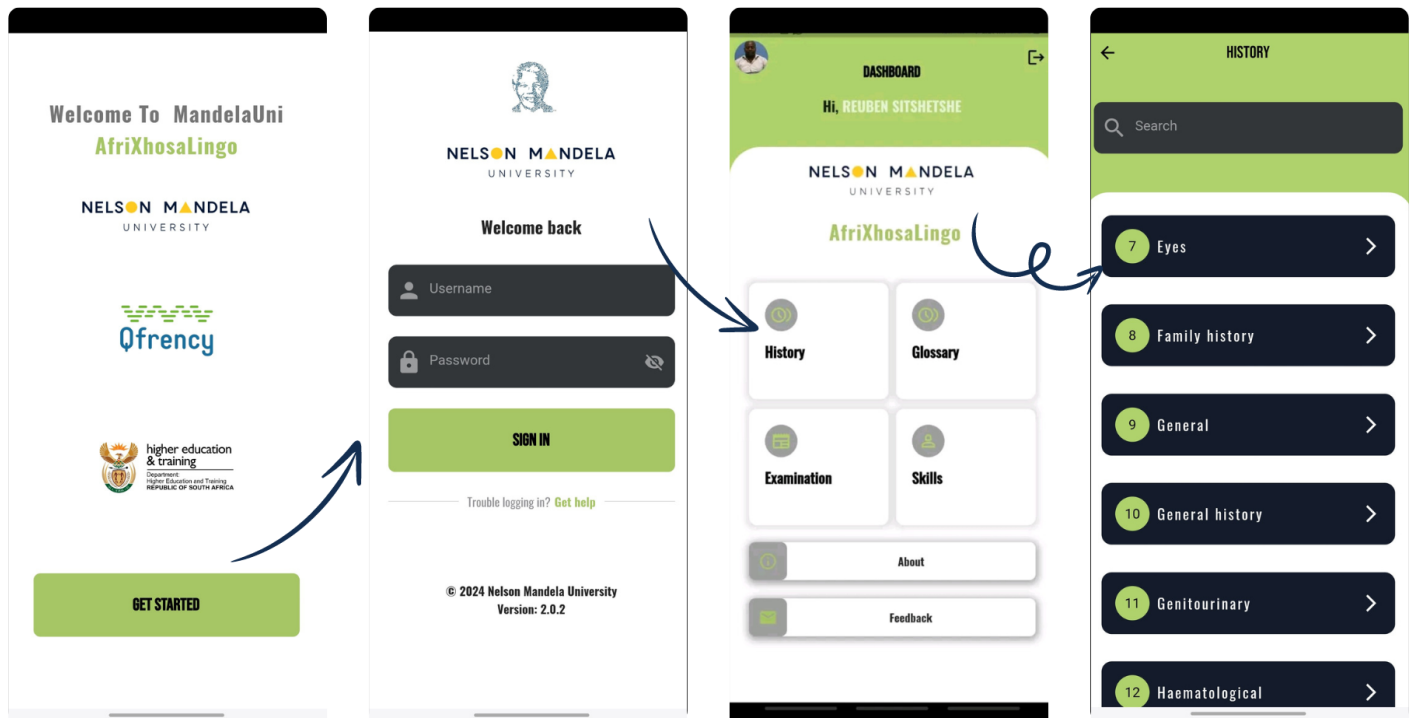 Welcome To MandelaUni
AfriXhosaLingo
NELSON MANDELA
UNIVERSITY
Qfrency
higher education
& training
Department:
Higher Education and Training
REPUBLIC OF SOUTH AFRICA
GET STARTED
NELSON MANDELA
UNIVERSITY
Welcome back
Username
Password
SIGN IN
Trouble logging in? Get help
© 2024 Nelson Mandela University
Version: 2.0.2
DASHBOARD
Hi, REUBEN SITSHETSHE
NELSON MANDELA
UNIVERSITY
AfriXhosaLingo
History
Glossary
Examination
Skills
About
Feedback
HISTORY
Search
7 Eyes
8 Family history
9 General
10 General history
11 Genitourinary
12 Haematological